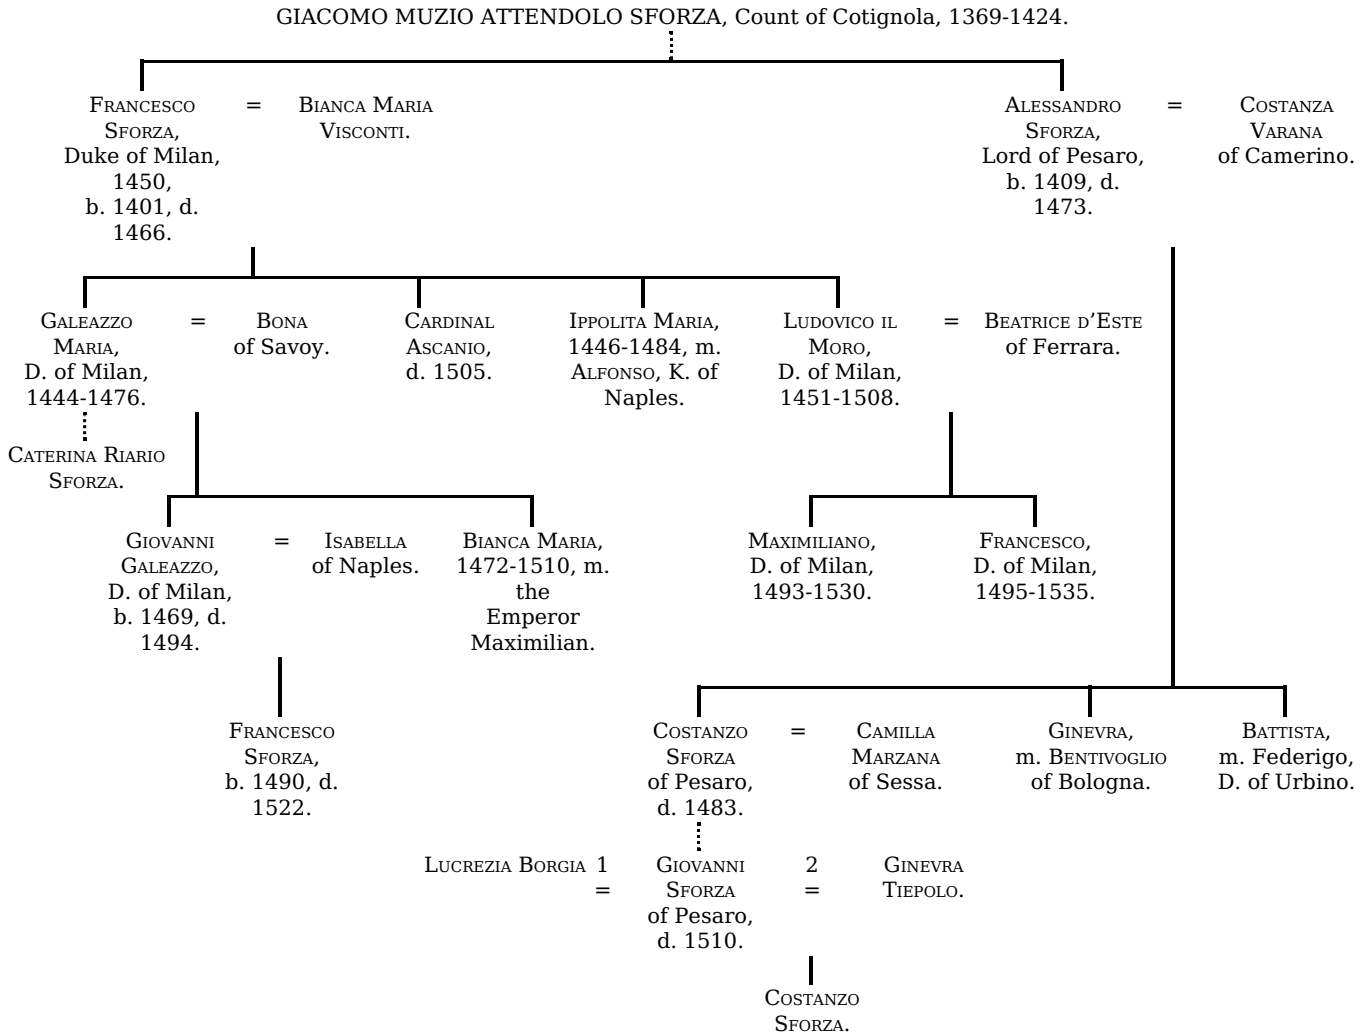 GIACOMO MUZIO ATTENDOLO SFORZA, Count of Cotignola, 1369-1424.
FRANCESCO
SFORZA,
Duke of Milan,
1450,
b. 1401, d.
1466.
=
BIANCA MARIA
VISCONTI.
ALESSANDRO
SFORZA,
Lord of Pesaro,
b. 1409, d.
1473.
=
COSTANZA
VARANA
of Camerino.
GALEAZZO
MARIA,
D. of Milan,
1444-1476.
=
BONA
of Savoy.
CARDINAL
ASCANIO,
d. 1505.
IPPOLITA MARIA,
1446-1484, m.
ALFONSO, K. of
Naples.
LUDOVICO IL
MORO,
D. of Milan,
1451-1508.
=
BEATRICE D’ESTE
of Ferrara.
CATERINA RIARIO
SFORZA.
GIOVANNI
GALEAZZO,
D. of Milan,
b. 1469, d.
1494.
=
ISABELLA
of Naples.
BIANCA MARIA,
1472-1510, m.
the
Emperor
Maximilian.
MAXIMILIANO,
D. of Milan,
1493-1530.
FRANCESCO,
D. of Milan,
1495-1535.
FRANCESCO
SFORZA,
b. 1490, d.
1522.
COSTANZO
SFORZA
of Pesaro,
d. 1483.
=
CAMILLA
MARZANA
of Sessa.
GINEVRA,
m. BENTIVOGLIO
of Bologna.
BATTISTA,
m. Federigo,
D. of Urbino.
LUCREZIA BORGIA 1
=
GIOVANNI
SFORZA
of Pesaro,
d. 1510.
2
=
GINEVRA
TIEPOLO.
COSTANZO
SFORZA.